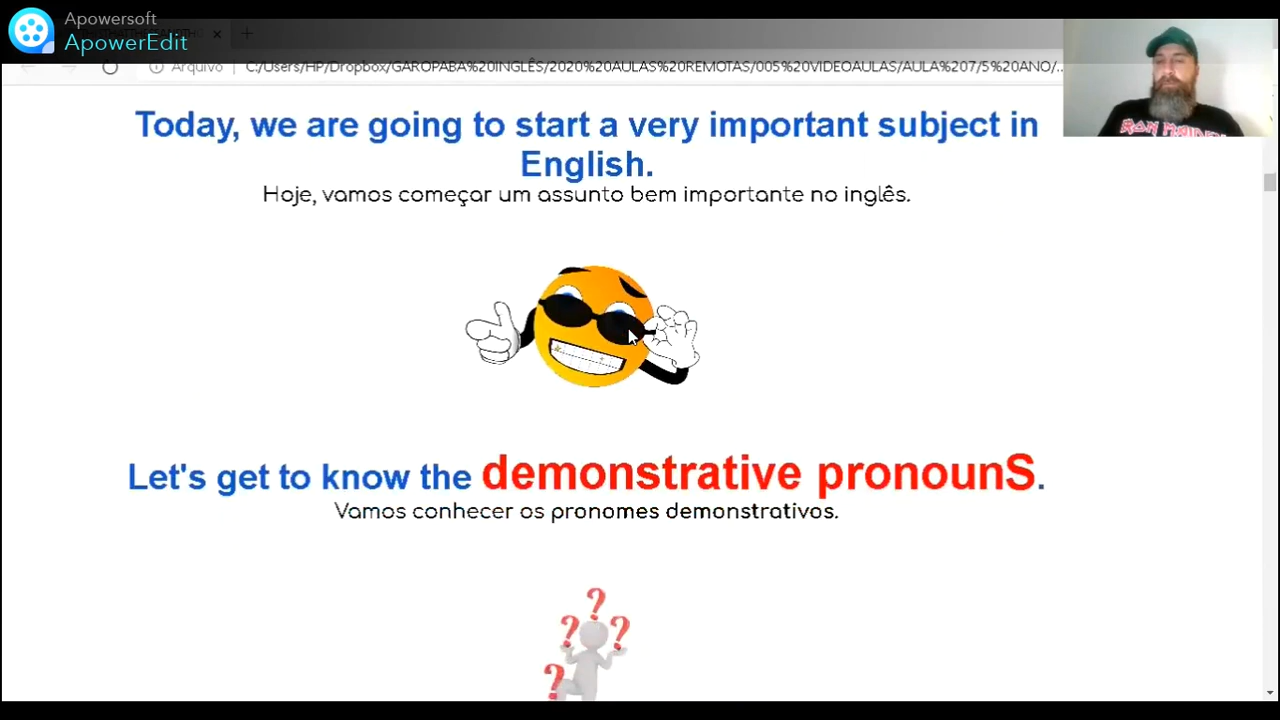 Apowersoft
ApowerEdit
Arquivo C:/Users/HP/Dropbox/GAROPABA%20INGLÊS/2020%20AULAS%20REMOTAS/005%20VIDEOAULAS/AULA%207/5%20ANO/...
Today, we are going to start a very important subject in
English.
Hoje, vamos começar um assunto bem importante no inglês.
IRON MAIDEN
Let's get to know the demonstrative pronounS.
Vamos conhecer os pronomes demonstrativos.
? ? ?
?